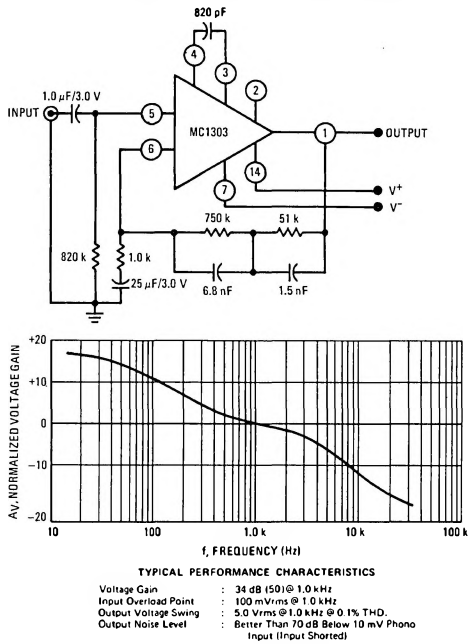 820 pF
4
3
2
1.0 µF/3.0 V
INPUT
5
MC1303
1
OUTPUT
6
7
14
V+
V−
750 k
51 k
820 k
1.0 k
25 µF/3.0 V
6.8 nF
1.5 nF
AV, NORMALIZED VOLTAGE GAIN
+20
+10
0
−10
−20
10
100
1.0 k
10 k
100 k
f, FREQUENCY (Hz)
TYPICAL PERFORMANCE CHARACTERISTICS
Voltage Gain : 34 dB (50) @ 1.0 kHz
Input Overload Point : 100 mVrms @ 1.0 kHz
Output Voltage Swing : 5.0 Vrms @ 1.0 kHz @ 0.1% THD.
Output Noise Level : Better Than 70 dB Below 10 mV Phono
Input (Input Shorted)